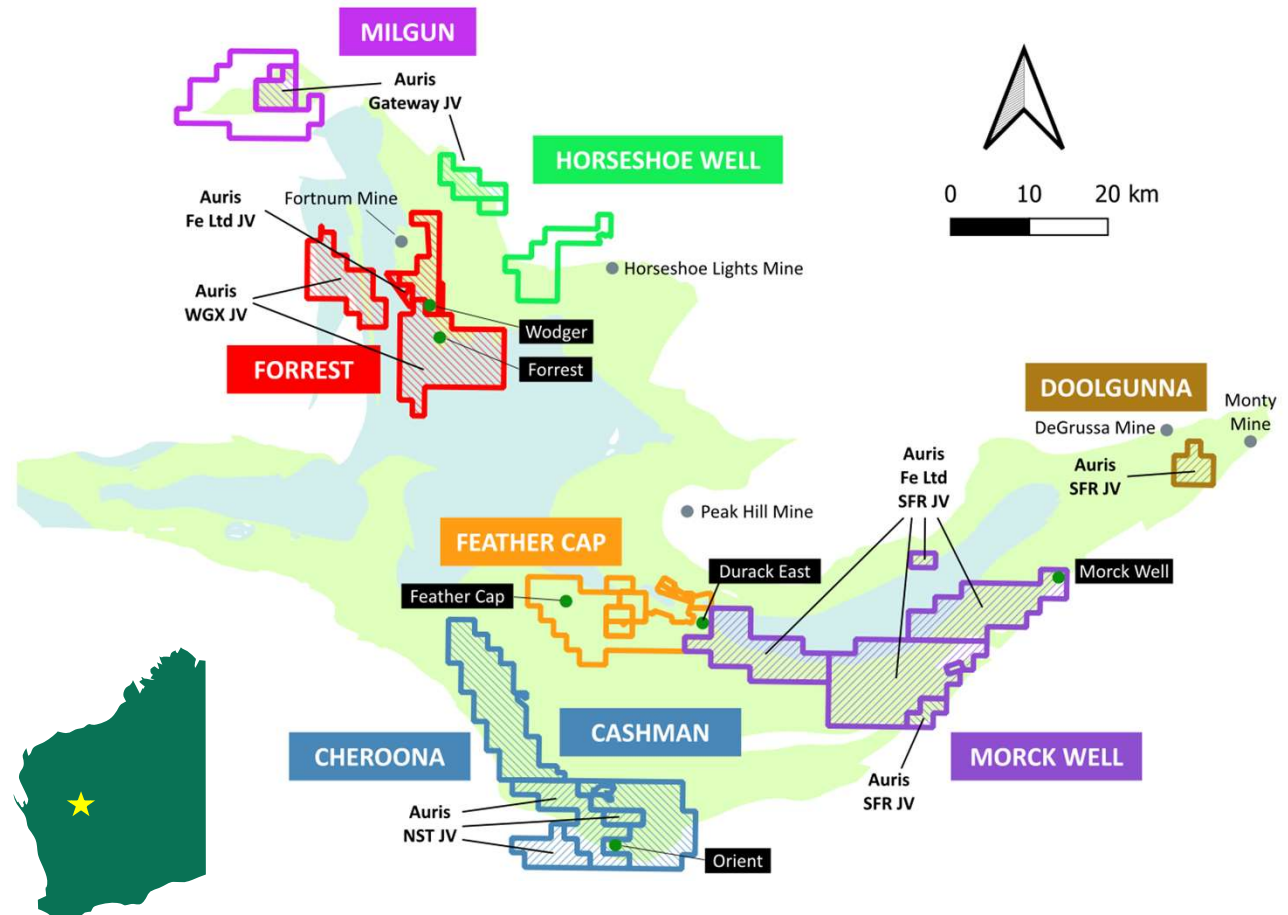 MILGUN
Auris
Gateway JV
HORSESHOE WELL
0 10 20 km
Auris
Fe Ltd JV
Fortnum Mine
Horseshoe Lights Mine
Auris
WGX JV
Wodger
FORREST
Forrest
DOOLGUNNA
Monty
Mine
DeGrussa Mine
Auris
Fe Ltd
SFR JV
Auris
SFR JV
Peak Hill Mine
FEATHER CAP
Durack East
Morck Well
Feather Cap
CASHMAN
CHEROONA
MORCK WELL
Auris
SFR JV
Auris
NST JV
Orient